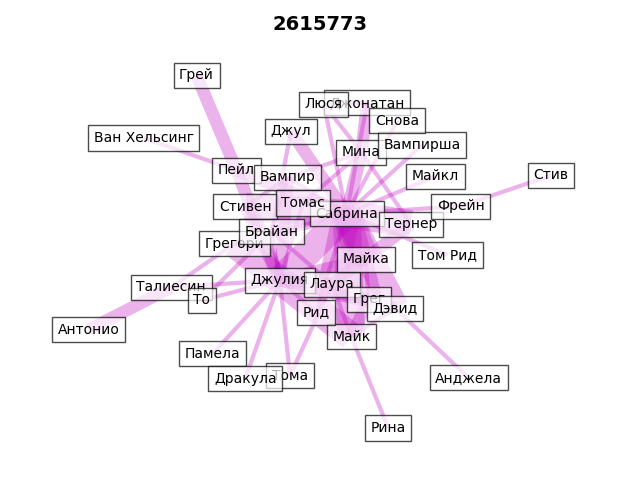 2615773
Грей
Люся
Джонатан
Снова
Джул
Ван Хельсинг
Мина
Вампирша
Пейл
Вампир
Майкл
Стив
Стивен
Томас
Сабрина
Фрейн
Тернер
Брайан
Грегори
Том Рид
Майка
Джулия
Лаура
Талиесин
То
Грег
Дэвид
Рид
Антонио
Майк
Памела
Дракула
Тома
Анджела
Рина